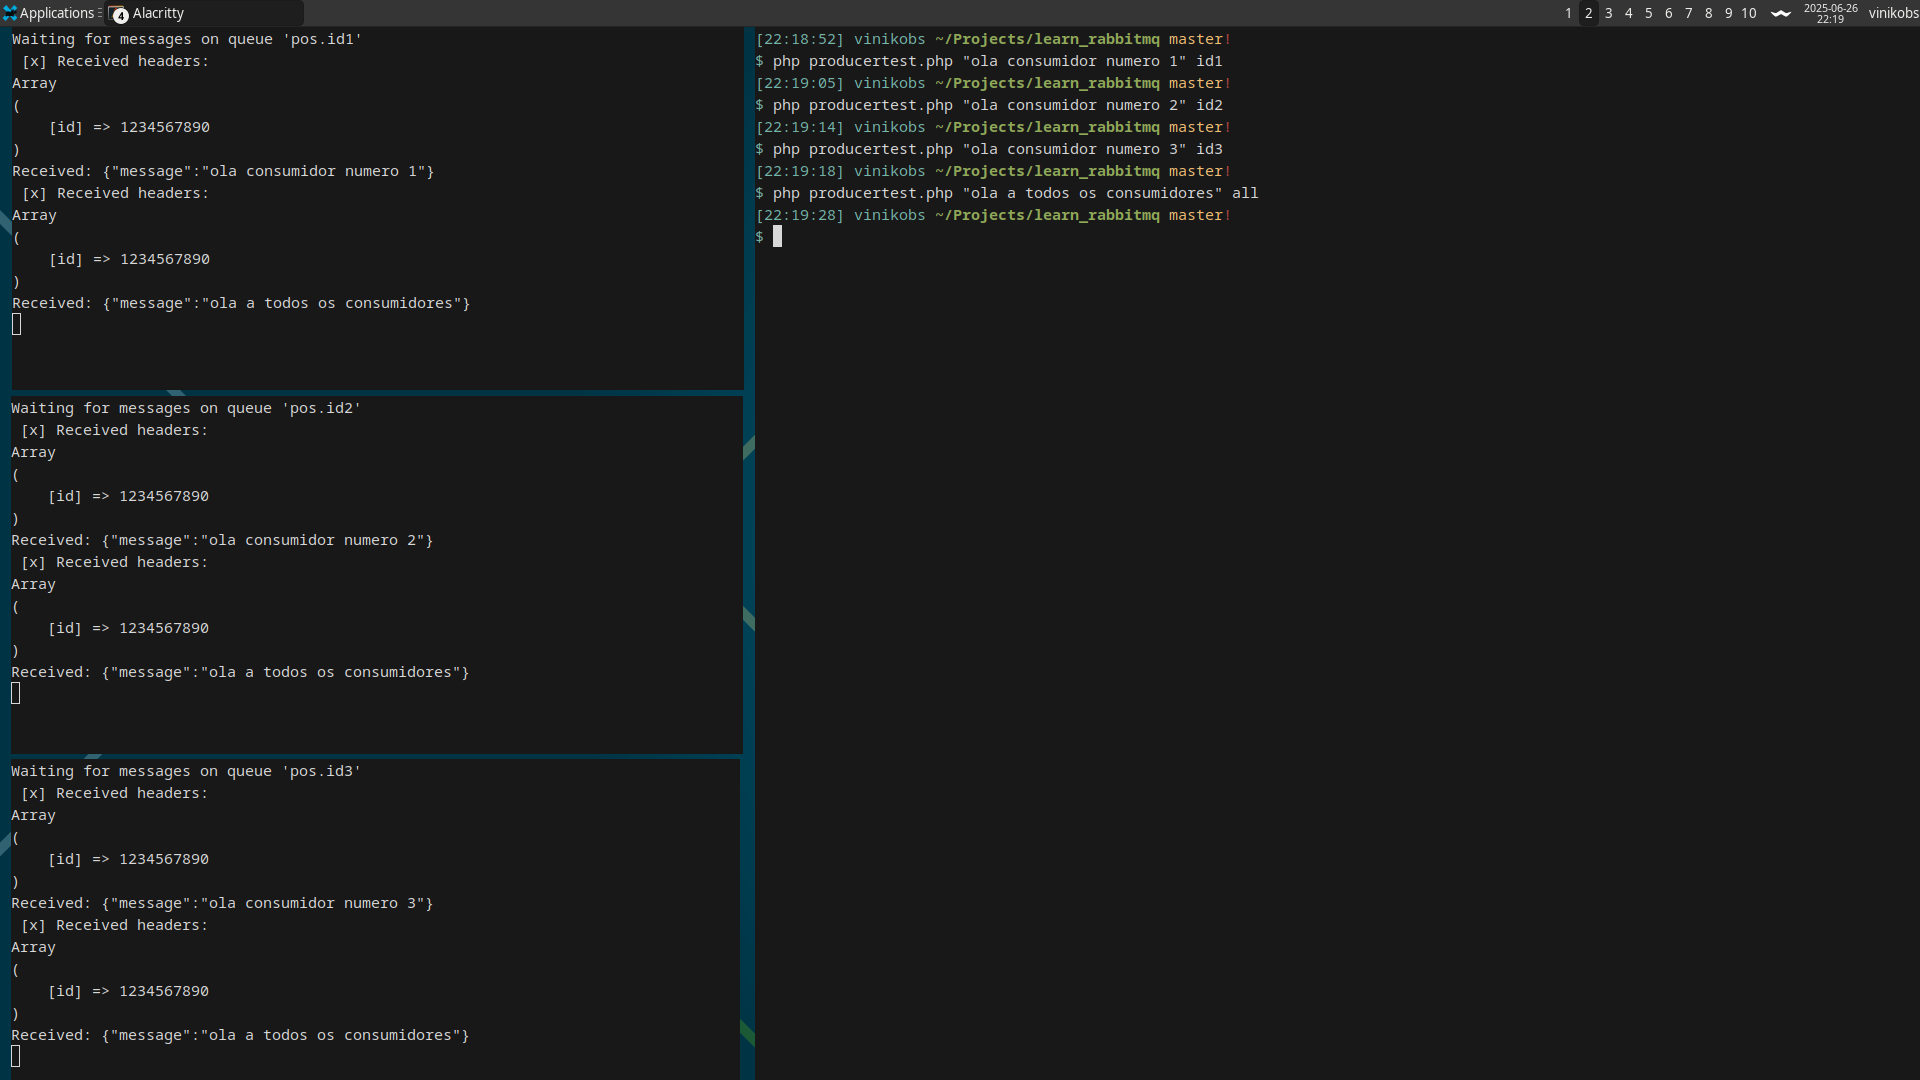 Applications
4 Alacritty
1 2 3 4 5 6 7 8 9 10
2025-06-26
22:19
vinikobs
Waiting for messages on queue 'pos.id1'
 [x] Received headers:
Array
(
    [id] => 1234567890
)
Received: {"message":"ola consumidor numero 1"}
 [x] Received headers:
Array
(
    [id] => 1234567890
)
Received: {"message":"ola a todos os consumidores"}
Waiting for messages on queue 'pos.id2'
 [x] Received headers:
Array
(
    [id] => 1234567890
)
Received: {"message":"ola consumidor numero 2"}
 [x] Received headers:
Array
(
    [id] => 1234567890
)
Received: {"message":"ola a todos os consumidores"}
Waiting for messages on queue 'pos.id3'
 [x] Received headers:
Array
(
    [id] => 1234567890
)
Received: {"message":"ola consumidor numero 3"}
 [x] Received headers:
Array
(
    [id] => 1234567890
)
Received: {"message":"ola a todos os consumidores"}
[22:18:52] vinikobs ~/Projects/learn_rabbitmq master!
$ php producertest.php "ola consumidor numero 1" id1
[22:19:05] vinikobs ~/Projects/learn_rabbitmq master!
$ php producertest.php "ola consumidor numero 2" id2
[22:19:14] vinikobs ~/Projects/learn_rabbitmq master!
$ php producertest.php "ola consumidor numero 3" id3
[22:19:18] vinikobs ~/Projects/learn_rabbitmq master!
$ php producertest.php "ola a todos os consumidores" all
[22:19:28] vinikobs ~/Projects/learn_rabbitmq master!
$